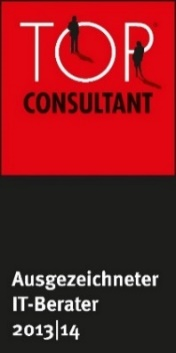 TOP
CONSULTANT
Ausgezeichneter
IT-Berater
2013|14